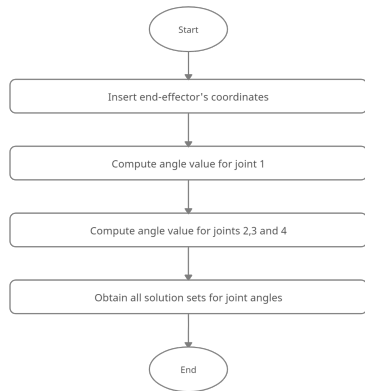 Start
Insert end-effector's coordinates
Compute angle value for joint 1
Compute angle value for joints 2,3 and 4
Obtain all solution sets for joint angles
End